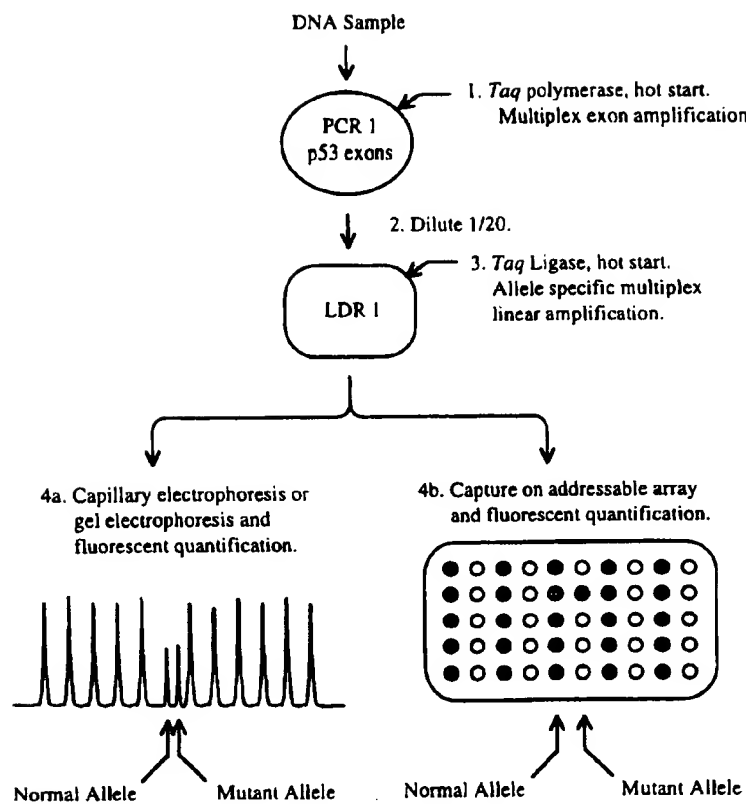 DNA Sample
1. Taq polymerase, hot start.
Multiplex exon amplification
PCR 1
p53 exons
2. Dilute 1/20.
3. Taq Ligase, hot start.
Allele specific multiplex
linear amplification.
LDR 1
4a. Capillary electrophoresis or
gel electrophoresis and
fluorescent quantification.
4b. Capture on addressable array
and fluorescent quantification.
Normal Allele
Mutant Allele
Normal Allele
Mutant Allele